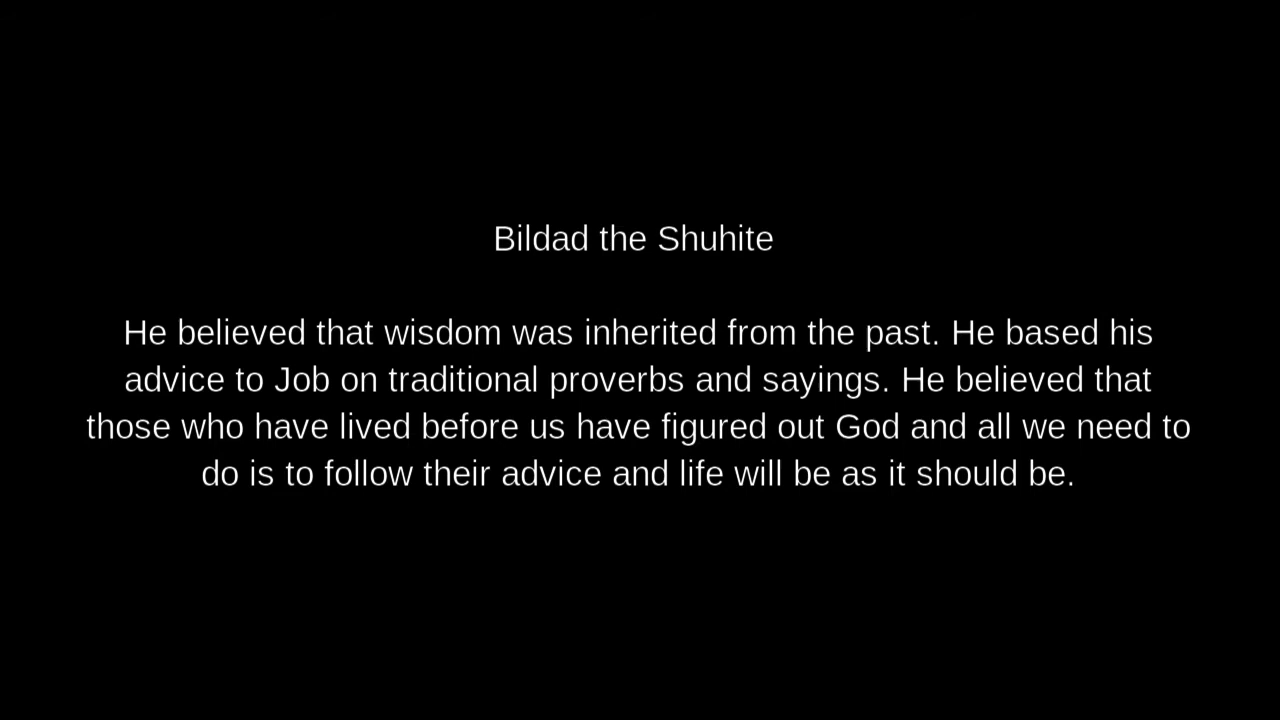 Bildad the Shuhite
He believed that wisdom was inherited from the past. He based his
advice to Job on traditional proverbs and sayings. He believed that
those who have lived before us have figured out God and all we need to
do is to follow their advice and life will be as it should be.